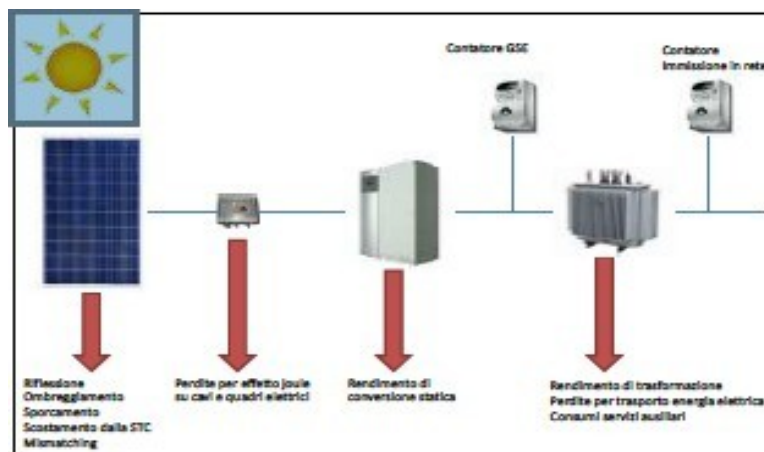 Contatore GSE
Contatore
Immissione in rete
Riflessione
Ombreggiamento
Sporcamento
Scostamento dalla STC
Mismatching
Perdite per effetto joule
su cavi e quadri elettrici
Rendimento di
conversione statica
Rendimento di trasformazione
Perdite per trasporto energia elettrica
Consumi servizi ausiliari